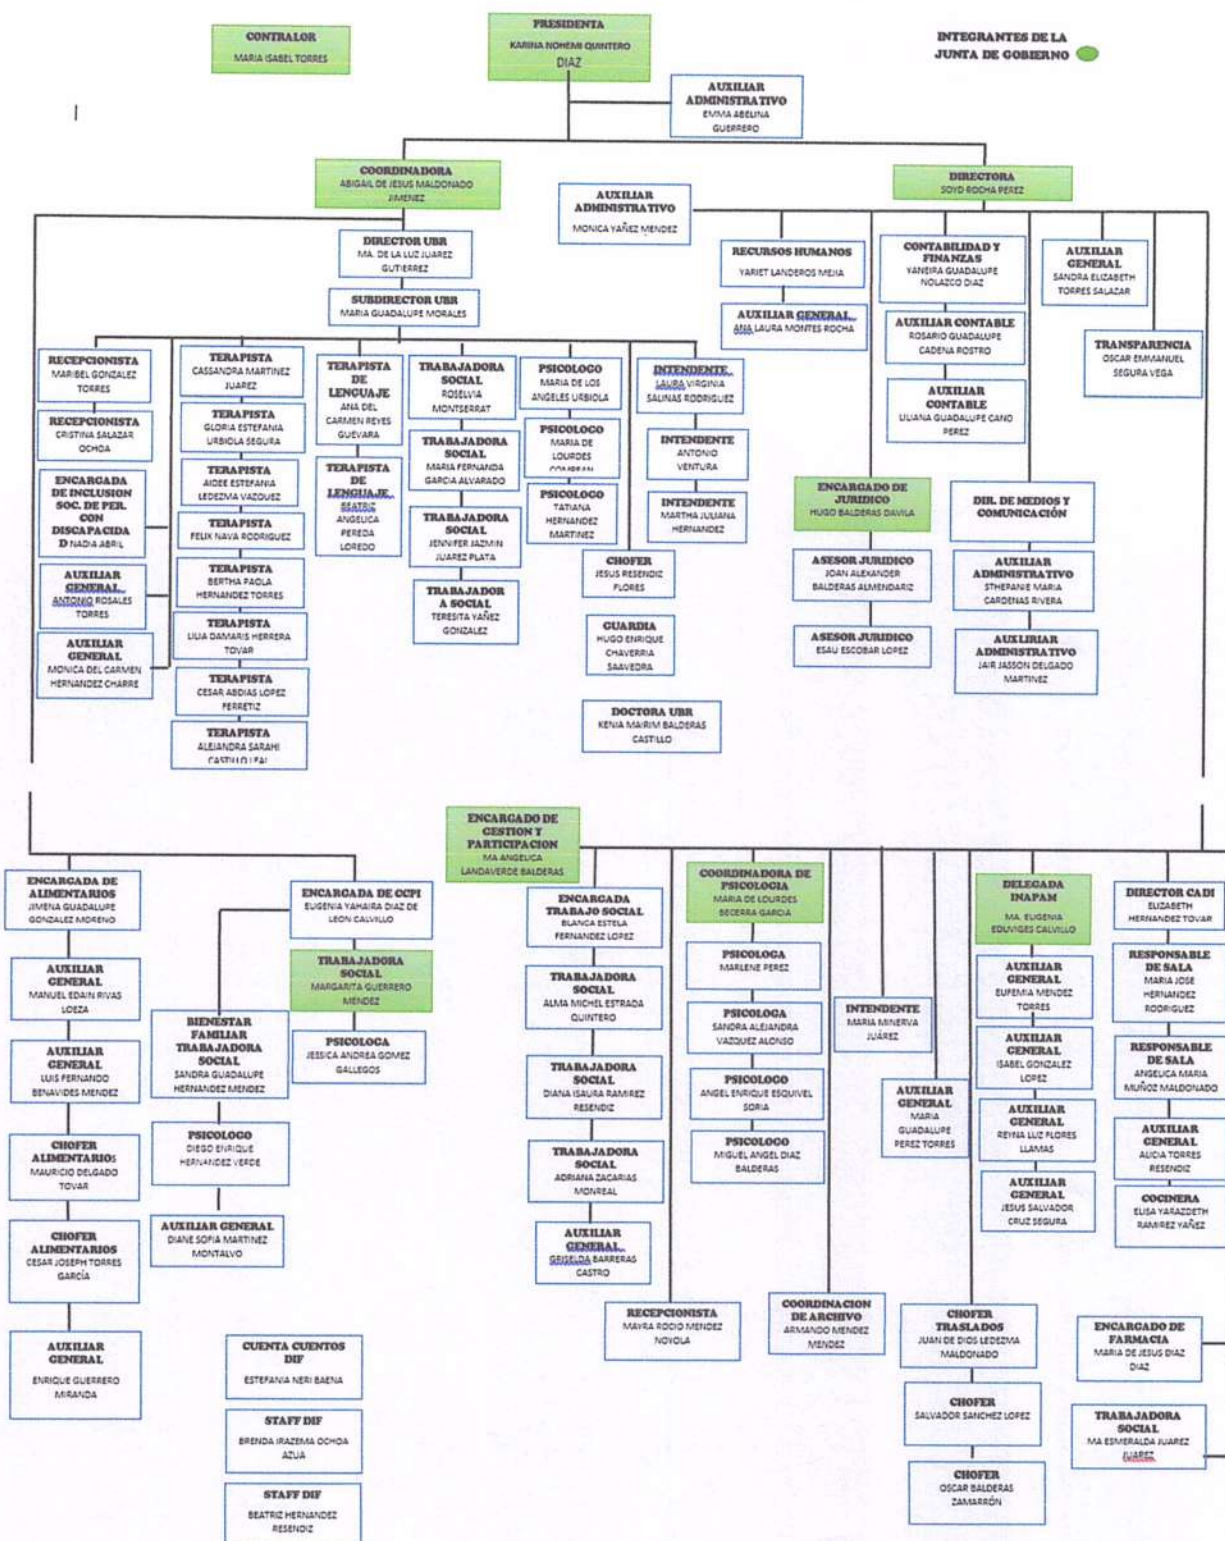 CONTRALOR
MARIA ISABEL TORRES
PRESIDENTA
KARINA NOHEMI QUINTERO
DIAZ
INTEGRANTES DE LA
JUNTA DE GOBIERNO
AUXILIAR
ADMINISTRATIVO
EMMA ABELINA
GUERRERO
COORDINADORA
ABIGAIL DE JESUS MALDONADO
JIMENEZ
DIRECTORA
SOYD ROCHA PEREZ
AUXILIAR
ADMINISTRATIVO
MONICA YAÑEZ MENDEZ
DIRECTOR UBR
MA. DE LA LUZ JUAREZ
GUTIERREZ
SUBDIRECTOR UBR
MARIA GUADALUPE MORALES
RECURSOS HUMANOS
YARIET LANDEROS MEJIA
AUXILIAR GENERAL
ANA LAURA MONTES ROCHA
CONTABILIDAD Y
FINANZAS
YANEIRA GUADALUPE
NOLAZCO DIAZ
AUXILIAR CONTABLE
ROSARIO GUADALUPE
CADENA ROSTRO
AUXILIAR
CONTABLE
LILIANA GUADALUPE CANO
PEREZ
AUXILIAR
GENERAL
SANDRA ELIZABETH
TORRES SALAZAR
TRANSPARENCIA
OSCAR EMMANUEL
SEGURA VEGA
RECEPCIONISTA
MARIBEL GONZALEZ
TORRES
RECEPCIONISTA
CRISTINA SALAZAR
OCHOA
ENCARGADA
DE INCLUSION
SOC. DE PER.
CON
DISCAPACIDA
D NADIA ABRIL
AUXILIAR
GENERAL
ANTONIO ROSALES
TORRES
AUXILIAR
GENERAL
MONICA DEL CARMEN
HERNANDEZ CHARRE
TERAPISTA
CASSANDRA MARTINEZ
JUAREZ
TERAPISTA
GLORIA ESTEFANIA
URBIOLA SEGURA
TERAPISTA
AIDEE ESTEFANIA
LEDEZMA VAZQUEZ
TERAPISTA
FELIX NAVA RODRIGUEZ
TERAPISTA
BERTHA PAOLA
HERNANDEZ TORRES
TERAPISTA
LILIA DAMARIS HERRERA
TOVAR
TERAPISTA
CESAR ABDIAS LOPEZ
FERRETIZ
TERAPISTA
ALEJANDRA SARAHI
CASTILLO LEAL
TERAPISTA
DE
LENGUAJE
ANA DEL
CARMEN REYES
GUEVARA
TERAPISTA
DE
LENGUAJE
BEATRIZ
ANGELICA
PEREDA
LOREDO
TRABAJADORA
SOCIAL
ROSELVIA
MONTSERRAT
TRABAJADORA
SOCIAL
MARIA FERNANDA
GARCIA ALVARADO
TRABAJADORA
SOCIAL
JENNIFER JAZMIN
JUAREZ PLATA
TRABAJADOR
A SOCIAL
TERESITA YAÑEZ
GONZALEZ
PSICOLOGO
MARIA DE LOS
ANGELES URBIOLA
PSICOLOGO
MARIA DE
LOURDES
PSICOLOGO
TATIANA
HERNANDEZ
MARTINEZ
INTENDENTE
LAURA VIRGINIA
SALINAS RODRIGUEZ
INTENDENTE
ANTONIO
VENTURA
INTENDENTE
MARTHA JULIANA
HERNANDEZ
CHOFER
JESUS RESENDIZ
FLORES
GUARDIA
HUGO ENRIQUE
CHAVERRIA
SAAVEDRA
DOCTORA UBR
KENIA MAIRIM BALDERAS
CASTILLO
ENCARGADO DE
JURIDICO
HUGO BALDERAS DAVILA
ASESOR JURIDICO
JOAN ALEXANDER
BALDERAS ALMENDARIZ
ASESOR JURIDICO
ESAU ESCOBAR LOPEZ
DIR. DE MEDIOS Y
COMUNICACIÓN
AUXILIAR
ADMINISTRATIVO
STHEPANIE MARIA
CARDENAS RIVERA
AUXLIRIAR
ADMINISTRATIVO
JAIR JASSON DELGADO
MARTINEZ
ENCARGADA DE
ALIMENTARIOS
JIMENA GUADALUPE
GONZALEZ MORENO
AUXILIAR
GENERAL
MANUEL EDAIN RIVAS
LOEZA
AUXILIAR
GENERAL
LUIS FERNANDO
BENAVIDES MENDEZ
CHOFER
ALIMENTARIOS
MAURICIO DELGADO
TOVAR
CHOFER
ALIMENTARIOS
CESAR JOSEPH TORRES
GARCÍA
AUXILIAR
GENERAL
ENRIQUE GUERRERO
MIRANDA
ENCARGADA DE CCPI
EUGENIA YAHAIRA DIAZ DE
LEON CALVILLO
TRABAJADORA
SOCIAL
MARGARITA GUERRERO
MENDEZ
PSICOLOGA
JESSICA ANDREA GOMEZ
GALLEGOS
BIENESTAR
FAMILIAR
TRABAJADORA
SOCIAL
SANDRA GUADALUPE
HERNANDEZ MENDEZ
PSICOLOGO
DIEGO ENRIQUE
HERNANDEZ VERDE
AUXILIAR GENERAL
DIANE SOFIA MARTINEZ
MONTALVO
CUENTA CUENTOS
DIF
ESTEFANIA NERI BAENA
STAFF DIF
BRENDA IRAZEMA OCHOA
AZUA
STAFF DIF
BEATRIZ HERNANDEZ
RESENDIZ
ENCARGADO DE
GESTION Y
PARTICIPACION
MA ANGELICA
LANDAVERDE BALDERAS
ENCARGADA
TRABAJO SOCIAL
BLANCA ESTELA
FERNANDEZ LOPEZ
TRABAJADORA
SOCIAL
ALMA MICHEL ESTRADA
QUINTERO
TRABAJADORA
SOCIAL
DIANA ISAURA RAMIREZ
RESENDIZ
TRABAJADORA
SOCIAL
ADRIANA ZACARIAS
MONREAL
AUXILIAR
GENERAL
GRISELDA BARRERAS
CASTRO
RECEPCIONISTA
MAYRA ROCIO MENDEZ
NOYOLA
COORDINADORA DE
PSICOLOGIA
MARIA DE LOURDES
BECERRA GARCIA
PSICOLOGA
MARLENE PEREZ
PSICOLOGA
SANDRA ALEJANDRA
VAZQUEZ ALONSO
PSICOLOGO
ANGEL ENRIQUE ESQUIVEL
SORIA
PSICOLOGO
MIGUEL ANGEL DIAZ
BALDERAS
COORDINACION
DE ARCHIVO
ARMANDO MENDEZ
MENDEZ
INTENDENTE
MARIA MINERVA
JUÁREZ
AUXILIAR
GENERAL
MARIA
GUADALUPE
PEREZ TORRES
CHOFER
TRASLADOS
JUAN DE DIOS LEDEZMA
MALDONADO
CHOFER
SALVADOR SANCHEZ LOPEZ
CHOFER
OSCAR BALDERAS
ZAMARRÓN
DELEGADA
INAPAM
MA. EUGENIA
EDUVIGES CALVILLO
AUXILIAR
GENERAL
EUFEMIA MENDEZ
TORRES
AUXILIAR
GENERAL
ISABEL GONZALEZ
LOPEZ
AUXILIAR
GENERAL
REYNA LUZ FLORES
LLAMAS
AUXILIAR
GENERAL
JESUS SALVADOR
CRUZ SEGURA
DIRECTOR CADI
ELIZABETH
HERNANDEZ TOVAR
RESPONSABLE
DE SALA
MARIA JOSE
HERNANDEZ
RODRIGUEZ
RESPONSABLE
DE SALA
ANGELICA MARIA
MUÑOZ MALDONADO
AUXILIAR
GENERAL
ALICIA TORRES
RESENDIZ
COCINERA
ELISA YARAZDETH
RAMIREZ YAÑEZ
ENCARGADO DE
FARMACIA
MARIA DE JESUS DIAZ
DIAZ
TRABAJADORA
SOCIAL
MA ESMERALDA JUAREZ
JUAREZ